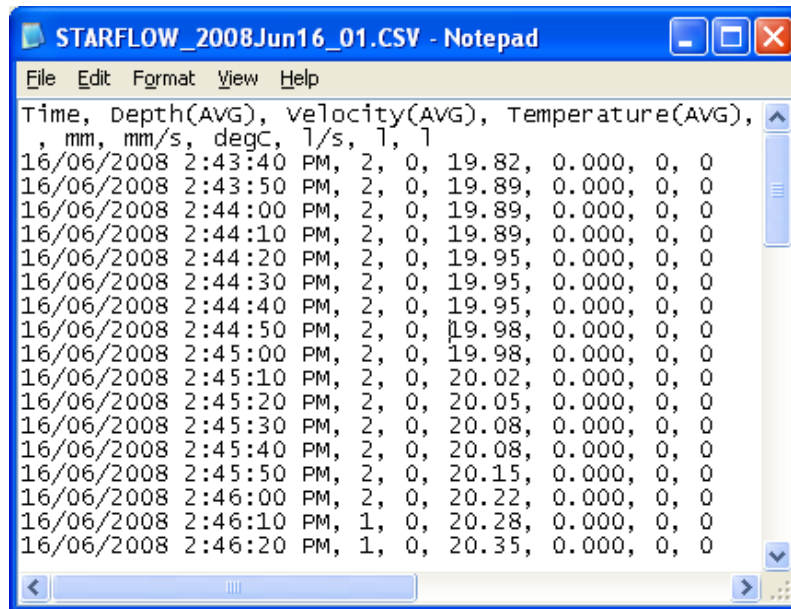 STARFLOW_2008Jun16_01.CSV - Notepad
File Edit Format View Help
Time, Depth(AVG), Velocity(AVG), Temperature(AVG),
, mm, mm/s, degC, l/s, l, l
16/06/2008 2:43:40 PM, 2, 0, 19.82, 0.000, 0, 0
16/06/2008 2:43:50 PM, 2, 0, 19.89, 0.000, 0, 0
16/06/2008 2:44:00 PM, 2, 0, 19.89, 0.000, 0, 0
16/06/2008 2:44:10 PM, 2, 0, 19.89, 0.000, 0, 0
16/06/2008 2:44:20 PM, 2, 0, 19.95, 0.000, 0, 0
16/06/2008 2:44:30 PM, 2, 0, 19.95, 0.000, 0, 0
16/06/2008 2:44:40 PM, 2, 0, 19.95, 0.000, 0, 0
16/06/2008 2:44:50 PM, 2, 0, 19.98, 0.000, 0, 0
16/06/2008 2:45:00 PM, 2, 0, 19.98, 0.000, 0, 0
16/06/2008 2:45:10 PM, 2, 0, 20.02, 0.000, 0, 0
16/06/2008 2:45:20 PM, 2, 0, 20.05, 0.000, 0, 0
16/06/2008 2:45:30 PM, 2, 0, 20.08, 0.000, 0, 0
16/06/2008 2:45:40 PM, 2, 0, 20.08, 0.000, 0, 0
16/06/2008 2:45:50 PM, 2, 0, 20.15, 0.000, 0, 0
16/06/2008 2:46:00 PM, 2, 0, 20.22, 0.000, 0, 0
16/06/2008 2:46:10 PM, 1, 0, 20.28, 0.000, 0, 0
16/06/2008 2:46:20 PM, 1, 0, 20.35, 0.000, 0, 0